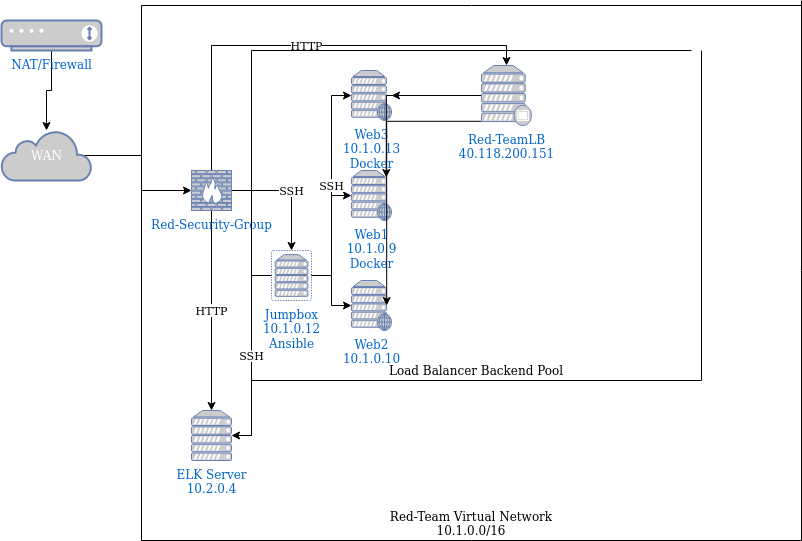 HTTP
NAT/Firewall
WAN
Web3
10.1.0.13
Docker
Red-TeamLB
40.118.200.151
SSH
SSH
Red-Security-Group
Web1
10.1.0.9
Docker
HTTP
Jumpbox
10.1.0.12
Ansible
Web2
10.1.0.10
SSH
Load Balancer Backend Pool
ELK Server
10.2.0.4
Red-Team Virtual Network
10.1.0.0/16